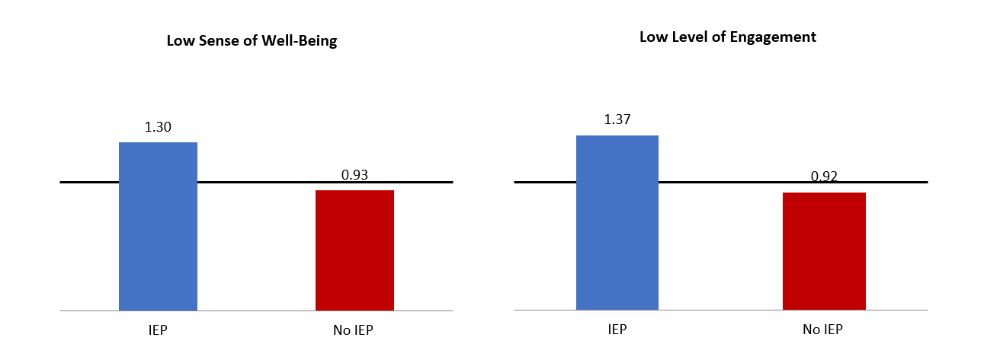 Low Sense of Well-Being
1.30
0.93
IEP
No IEP
Low Level of Engagement
1.37
0.92
IEP
No IEP